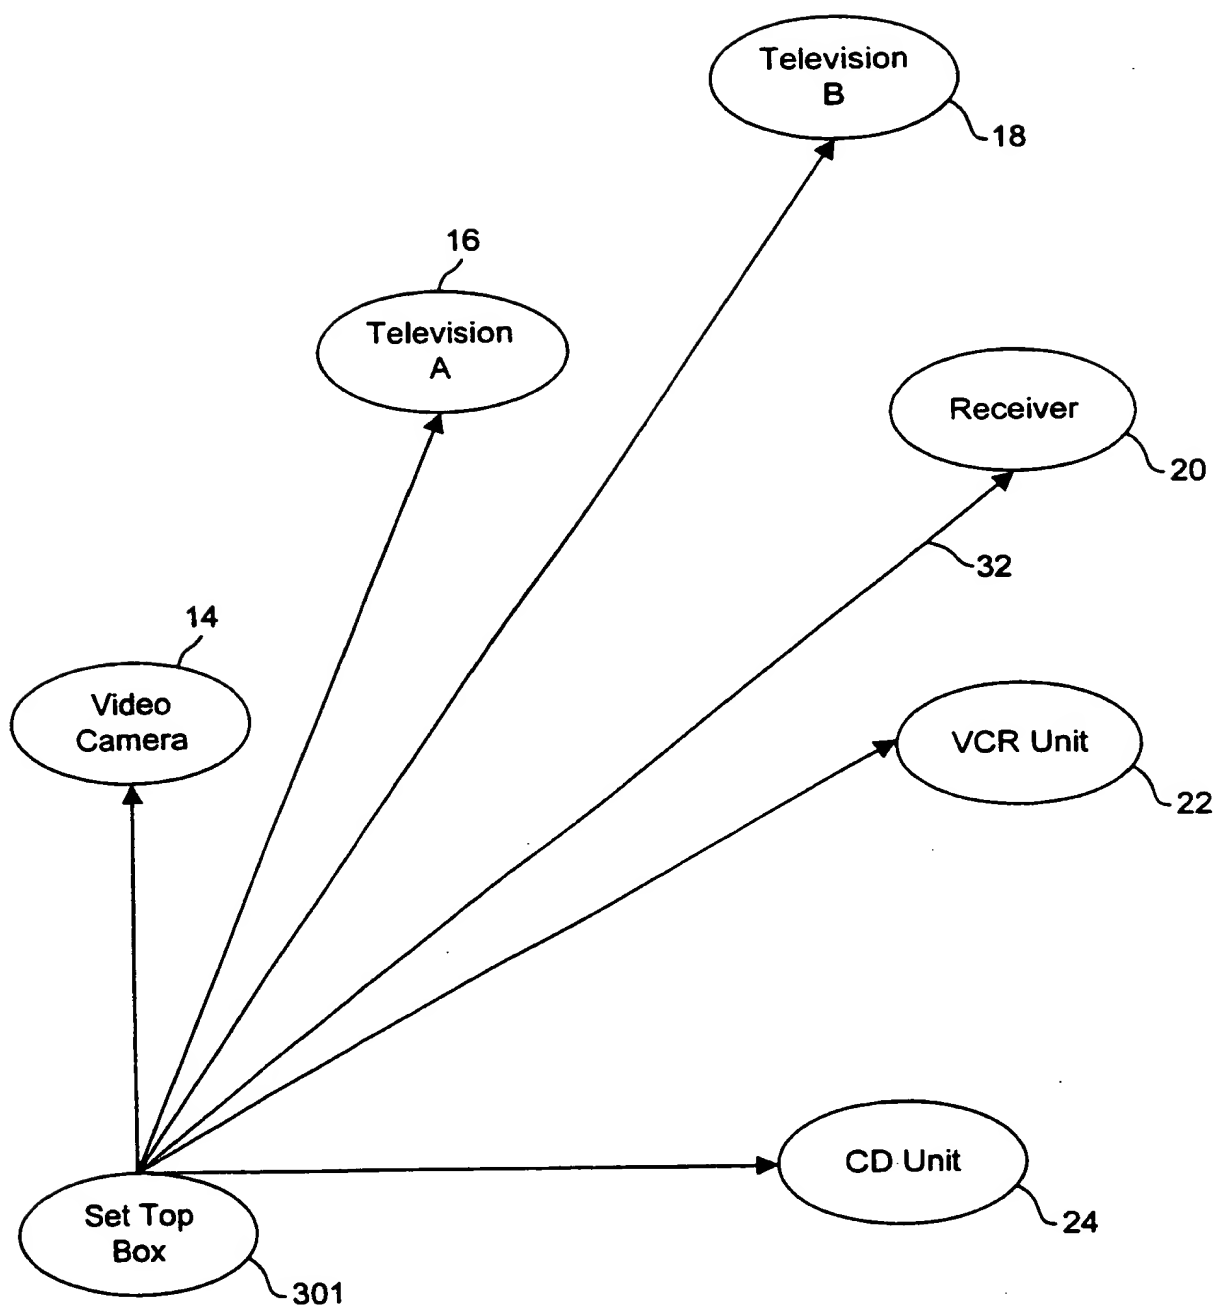 Television
B
18
16
Television
A
Receiver
20
32
14
Video
Camera
VCR Unit
22
CD Unit
24
Set Top
Box
301